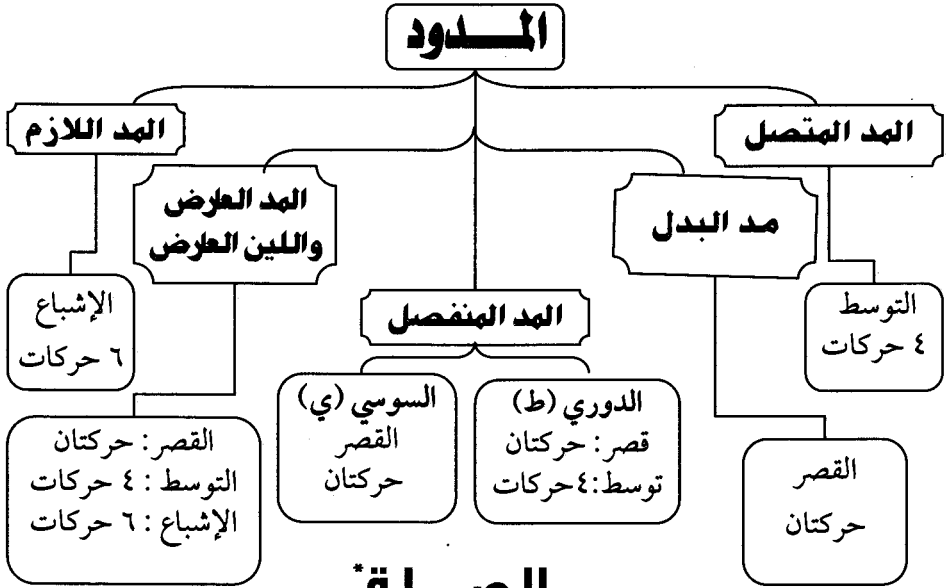 المـــدود
المد المتصل
المد اللازم
مد البدل
المد العارض
واللين العارض
المد المنفصل
التوسط
٤ حركات
الإشباع
٦ حركات
الدوري (ط)
قصر: حركتان
توسط:٤حركات
السوسي (ي)
القصر
حركتان
القصر
حركتان
القصر: حركتان
التوسط: ٤ حركات
الإشباع: ٦ حركات